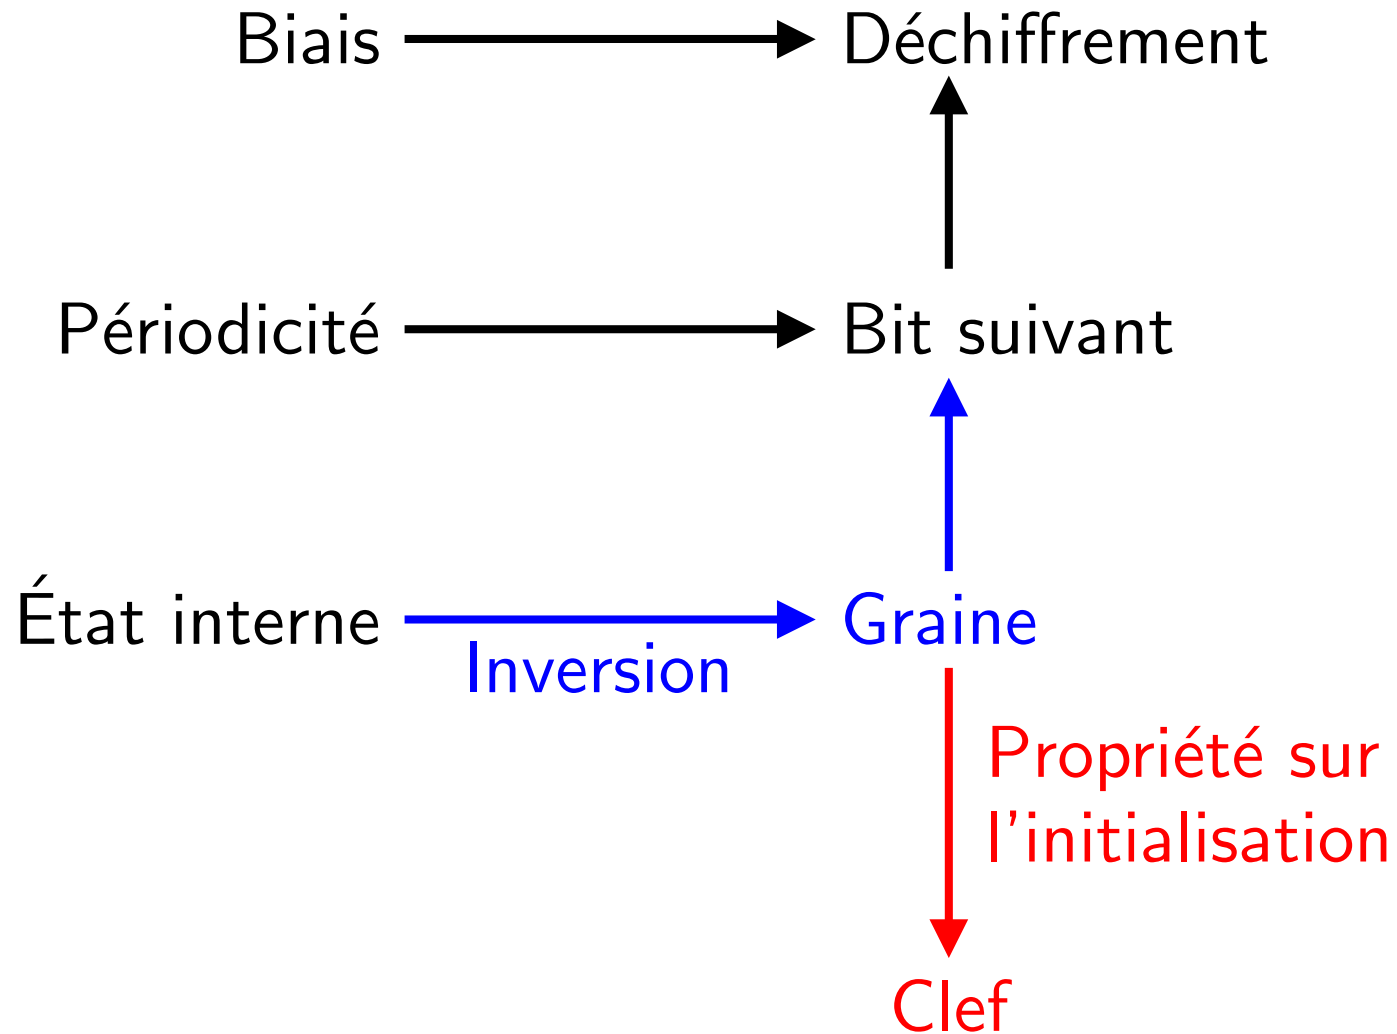 Biais
Déchiffrement
Périodicité
Bit suivant
État interne
Inversion
Graine
Propriété sur
l'initialisation
Clef